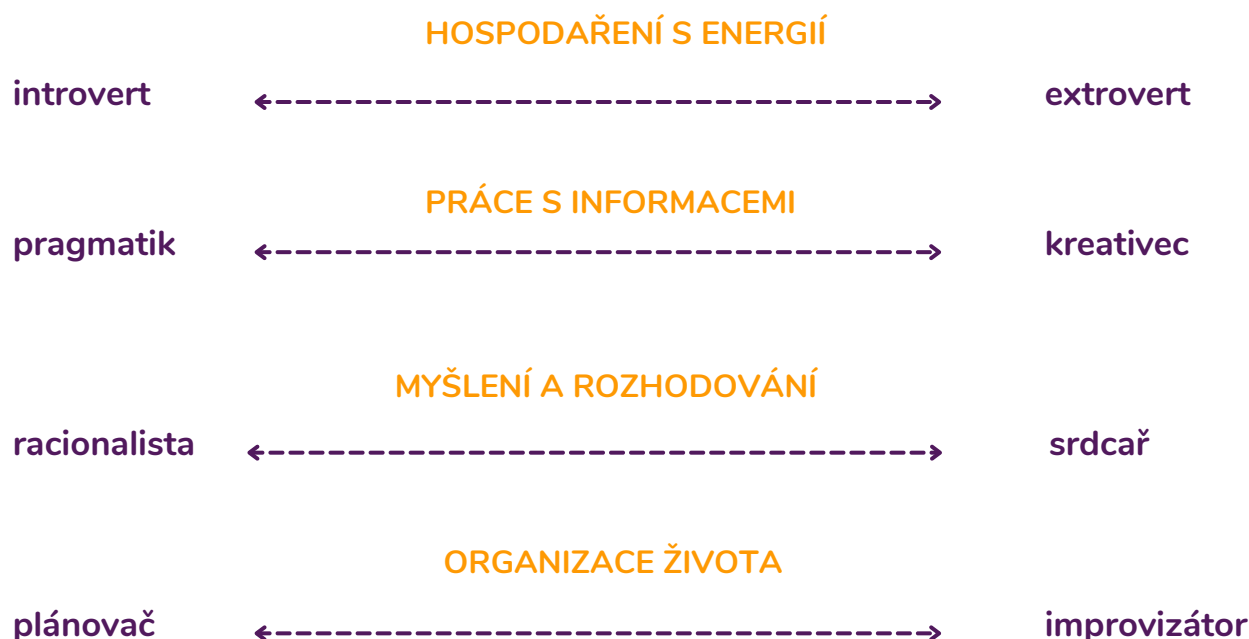 HOSPODAŘENÍ S ENERGIÍ
introvert extrovert
PRÁCE S INFORMACEMI
pragmatik kreativec
MYŠLENÍ A ROZHODOVÁNÍ
racionalista srdcař
ORGANIZACE ŽIVOTA
plánovač improvizátor